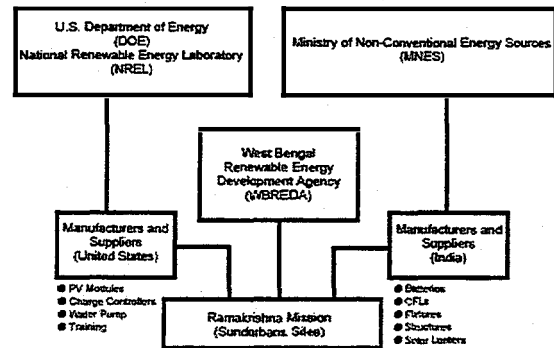 U.S. Department of Energy
(DOE)
National Renewable Energy Laboratory
(NREL)
Ministry of Non-Conventional Energy Sources
(MNES)
West Bengal
Renewable Energy
Development Agency
(WBREDA)
Manufacturers and
Suppliers
(United States)
Manufacturers and
Suppliers
(India)
PV Modules
Charge Controllers
Water Pump
Training
Batteries
CFLs
Fixtures
Structures
Solar Lanterns
Ramakrishna Mission
(Sunderbans Sites)